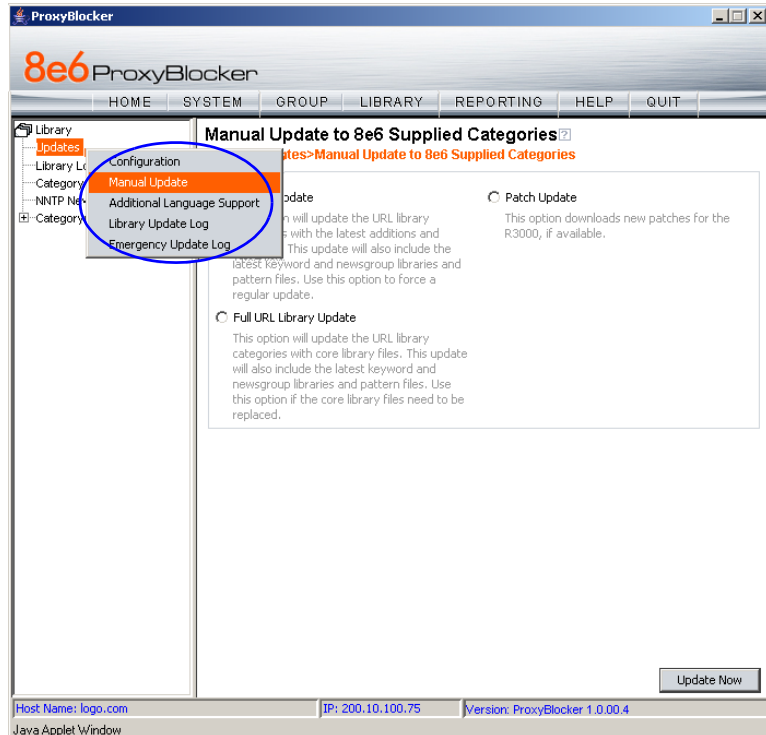 ProxyBlocker
8e6 ProxyBlocker
HOME SYSTEM GROUP LIBRARY REPORTING HELP QUIT
Library
Updates
Library
Category
NNTP
Category
Configuration
Manual Update
Additional Language Support
Library Update Log
Emergency Update Log
Manual Update to 8e6 Supplied Categories
>Manual Update to 8e6 Supplied Categories
will update the URL library
with the latest additions and
This update will also include the
latest keyword and newsgroup libraries and
pattern files. Use this option to force a
regular update.
Full URL Library Update
This option will update the URL library
categories with core library files. This update
will also include the latest keyword and
newsgroup libraries and pattern files. Use
this option if the core library files need to be
replaced.
Patch Update
This option downloads new patches for the
R3000, if available.
Update Now
Host Name: logo.com
IP: 200.10.100.75
Version: ProxyBlocker 1.0.00.4
Java Applet Window